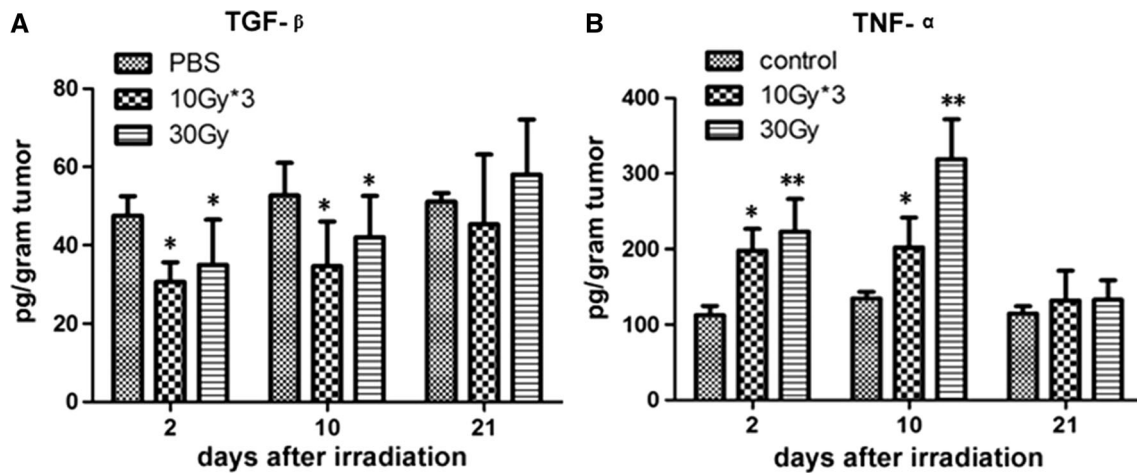 A
TGF- β
PBS
10Gy*3
30Gy
pg/gram tumor
80
60
40
20
0
*
*
*
*
2
10
21
days after irradiation
B
TNF- α
control
10Gy*3
30Gy
pg/gram tumor
400
300
200
100
0
*
**
*
**
2
10
21
days after irradiation